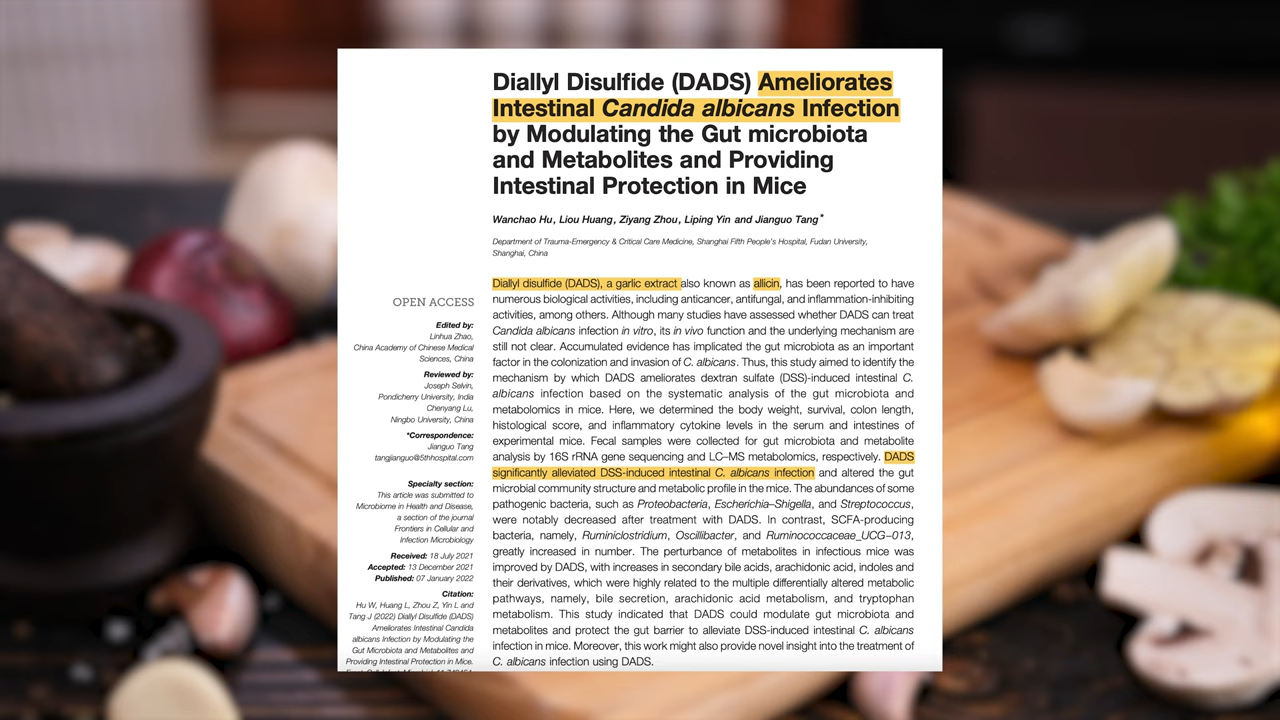 Diallyl Disulfide (DADS) Ameliorates
Intestinal Candida albicans Infection
by Modulating the Gut microbiota
and Metabolites and Providing
Intestinal Protection in Mice
Wanchao Hu, Liou Huang, Ziyang Zhou, Liping Yin and Jianguo Tang*
Department of Trauma-Emergency & Critical Care Medicine, Shanghai Fifth People's Hospital, Fudan University,
Shanghai, China
OPEN ACCESS
Edited by:
Linhua Zhao,
China Academy of Chinese Medical
Sciences, China
Reviewed by:
Joseph Selvin,
Pondicherry University, India
Chenyang Lu,
Ningbo University, China
*Correspondence:
Jianguo Tang
tangjianguo@5thhospital.com
Specialty section:
This article was submitted to
Microbiome in Health and Disease,
a section of the journal
Frontiers in Cellular and
Infection Microbiology
Received: 18 July 2021
Accepted: 13 December 2021
Published: 07 January 2022
Citation:
Hu W, Huang L, Zhou Z, Yin L and
Tang J (2022) Diallyl Disulfide (DADS)
Ameliorates Intestinal Candida
albicans Infection by Modulating the
Gut Microbiota and Metabolites and
Providing Intestinal Protection in Mice.
Diallyl disulfide (DADS), a garlic extract also known as allicin, has been reported to have
numerous biological activities, including anticancer, antifungal, and inflammation-inhibiting
activities, among others. Although many studies have assessed whether DADS can treat
Candida albicans infection in vitro, its in vivo function and the underlying mechanism are
still not clear. Accumulated evidence has implicated the gut microbiota as an important
factor in the colonization and invasion of C. albicans. Thus, this study aimed to identify the
mechanism by which DADS ameliorates dextran sulfate (DSS)-induced intestinal C.
albicans infection based on the systematic analysis of the gut microbiota and
metabolomics in mice. Here, we determined the body weight, survival, colon length,
histological score, and inflammatory cytokine levels in the serum and intestines of
experimental mice. Fecal samples were collected for gut microbiota and metabolite
analysis by 16S rRNA gene sequencing and LC–MS metabolomics, respectively. DADS
significantly alleviated DSS-induced intestinal C. albicans infection and altered the gut
microbial community structure and metabolic profile in the mice. The abundances of some
pathogenic bacteria, such as Proteobacteria, Escherichia–Shigella, and Streptococcus,
were notably decreased after treatment with DADS. In contrast, SCFA-producing
bacteria, namely, Ruminiclostridium, Oscillibacter, and Ruminococcaceae_UCG–013,
greatly increased in number. The perturbance of metabolites in infectious mice was
improved by DADS, with increases in secondary bile acids, arachidonic acid, indoles and
their derivatives, which were highly related to the multiple differentially altered metabolic
pathways, namely, bile secretion, arachidonic acid metabolism, and tryptophan
metabolism. This study indicated that DADS could modulate gut microbiota and
metabolites and protect the gut barrier to alleviate DSS-induced intestinal C. albicans
infection in mice. Moreover, this work might also provide novel insight into the treatment of
C. albicans infection using DADS.